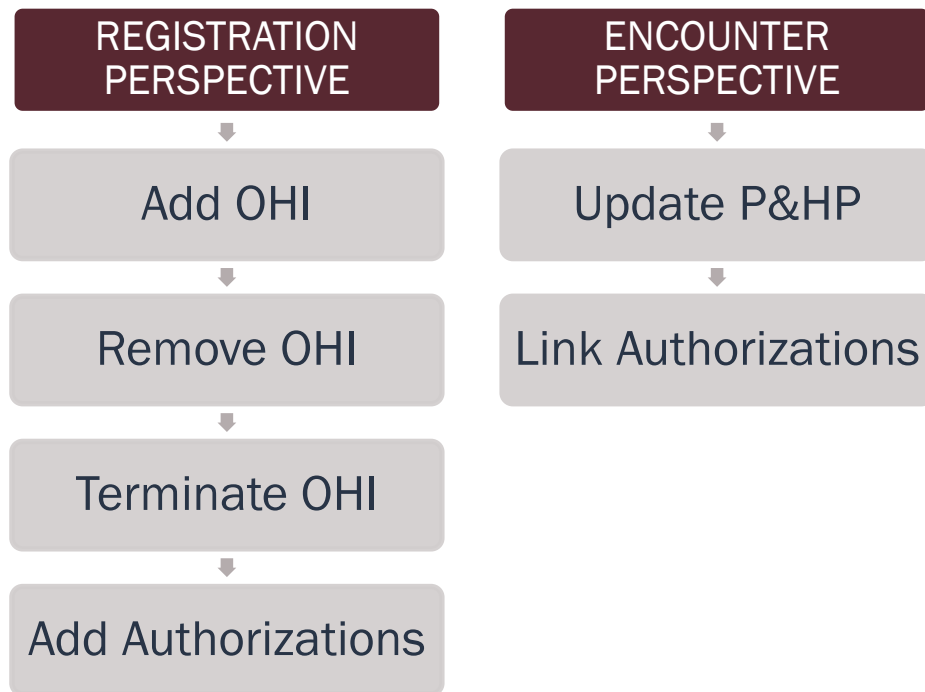 REGISTRATION
PERSPECTIVE
Add OHI
Remove OHI
Terminate OHI
Add Authorizations
ENCOUNTER
PERSPECTIVE
Update P&HP
Link Authorizations